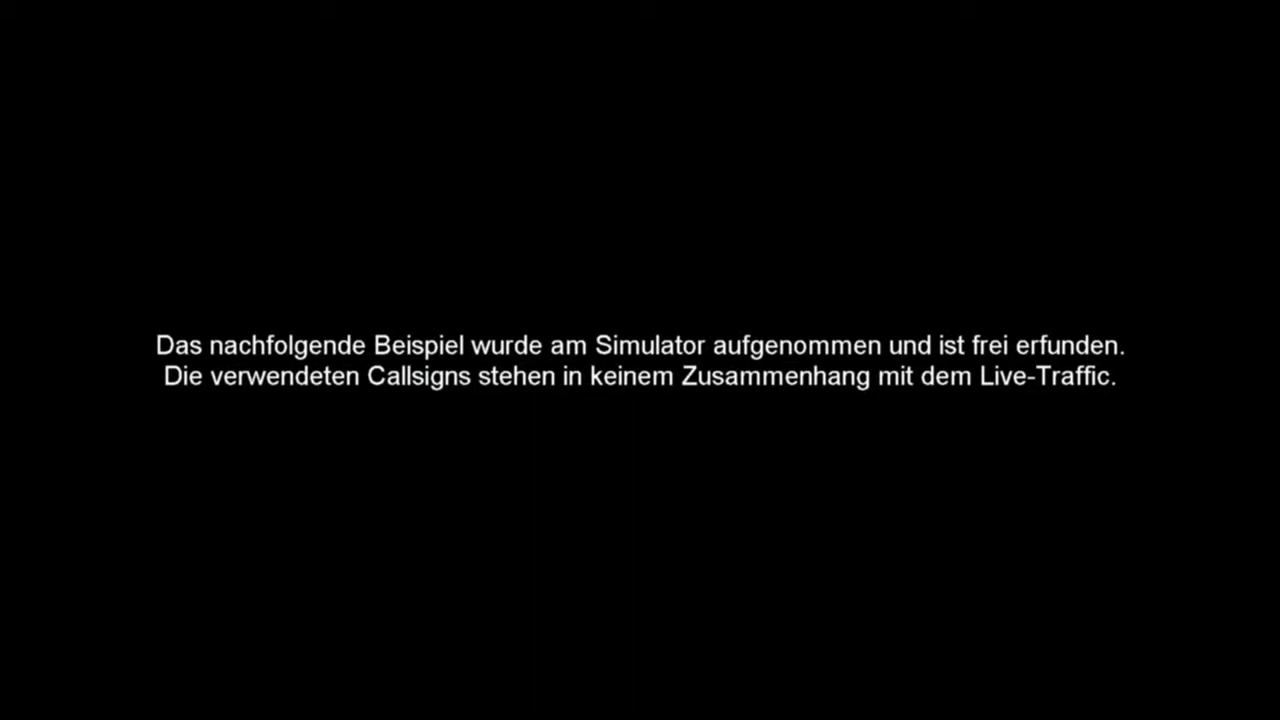 Das nachfolgende Beispiel wurde am Simulator aufgenommen und ist frei erfunden.
Die verwendeten Callsigns stehen in keinem Zusammenhang mit dem Live-Traffic.